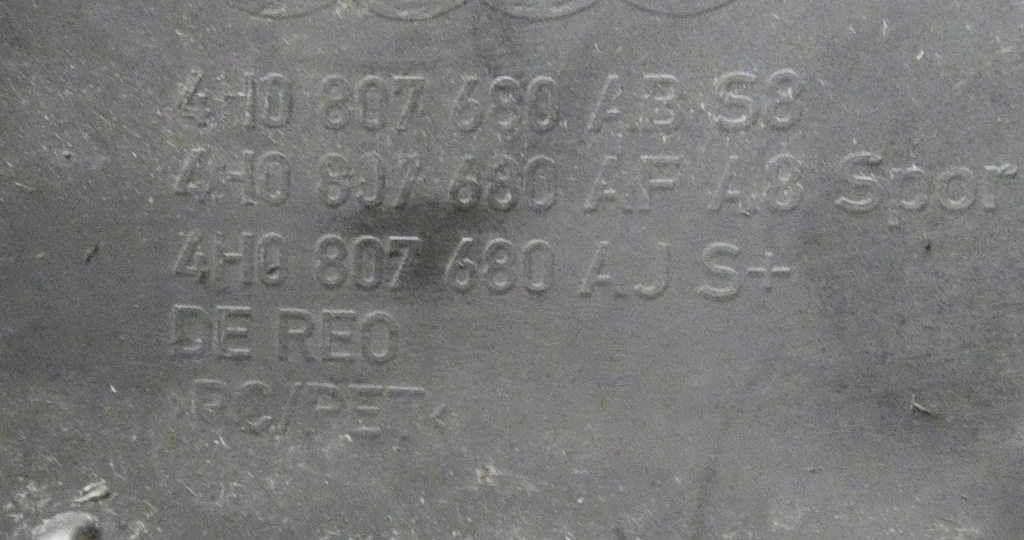 4H0 807 680 AB S8
4H0 807 680 AF A8 Spor
4H0 807 680 AJ S+
DE REO
>PC/PET<